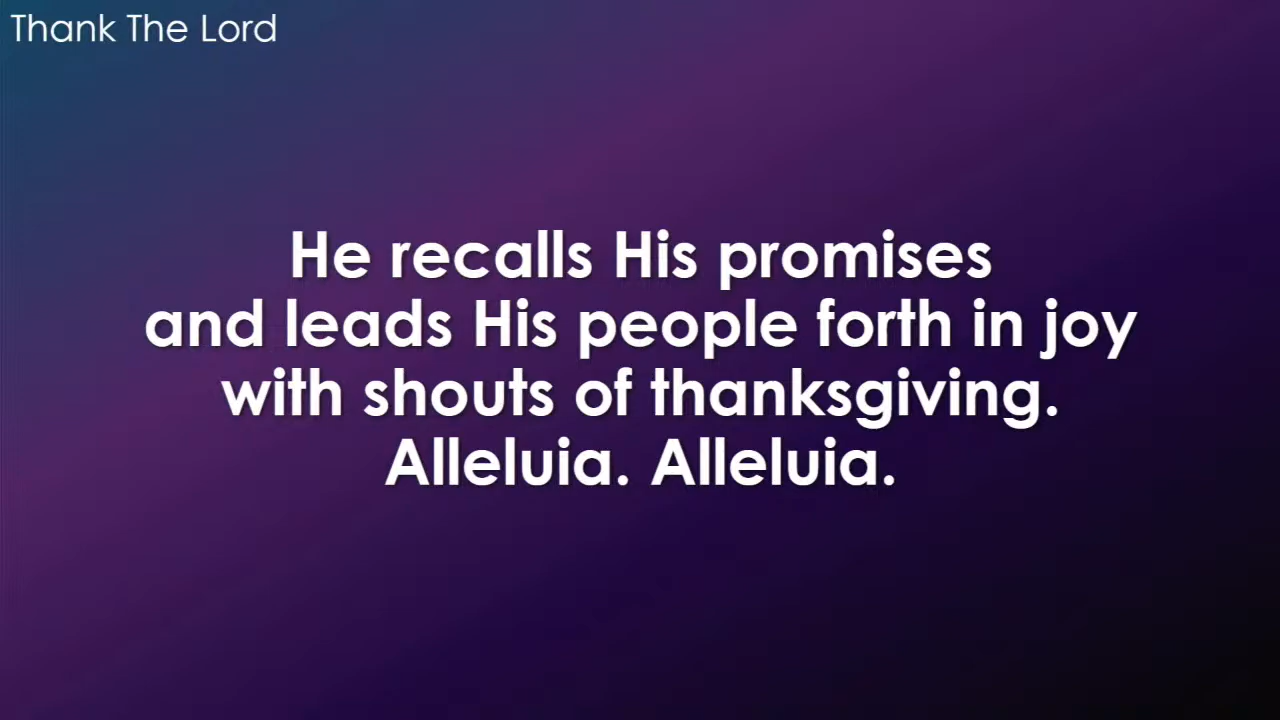 Thank The Lord
He recalls His promises
and leads His people forth in joy
with shouts of thanksgiving.
Alleluia. Alleluia.